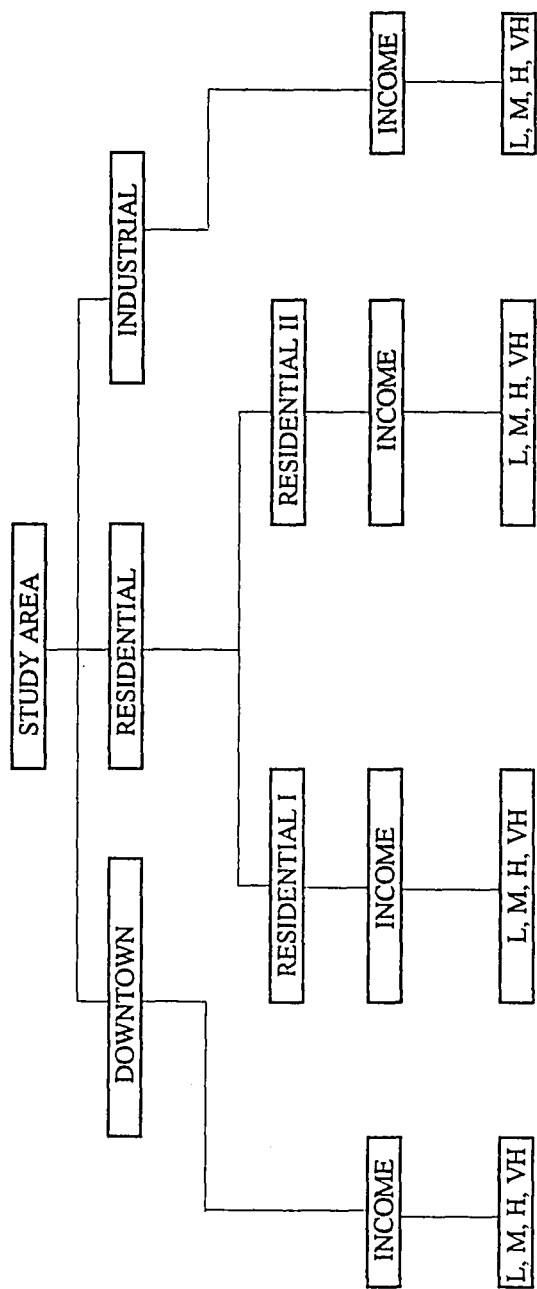 STUDY AREA
DOWNTOWN
RESIDENTIAL
INDUSTRIAL
RESIDENTIAL I
RESIDENTIAL II
INCOME
INCOME
INCOME
INCOME
L, M, H, VH
L, M, H, VH
L, M, H, VH
L, M, H, VH